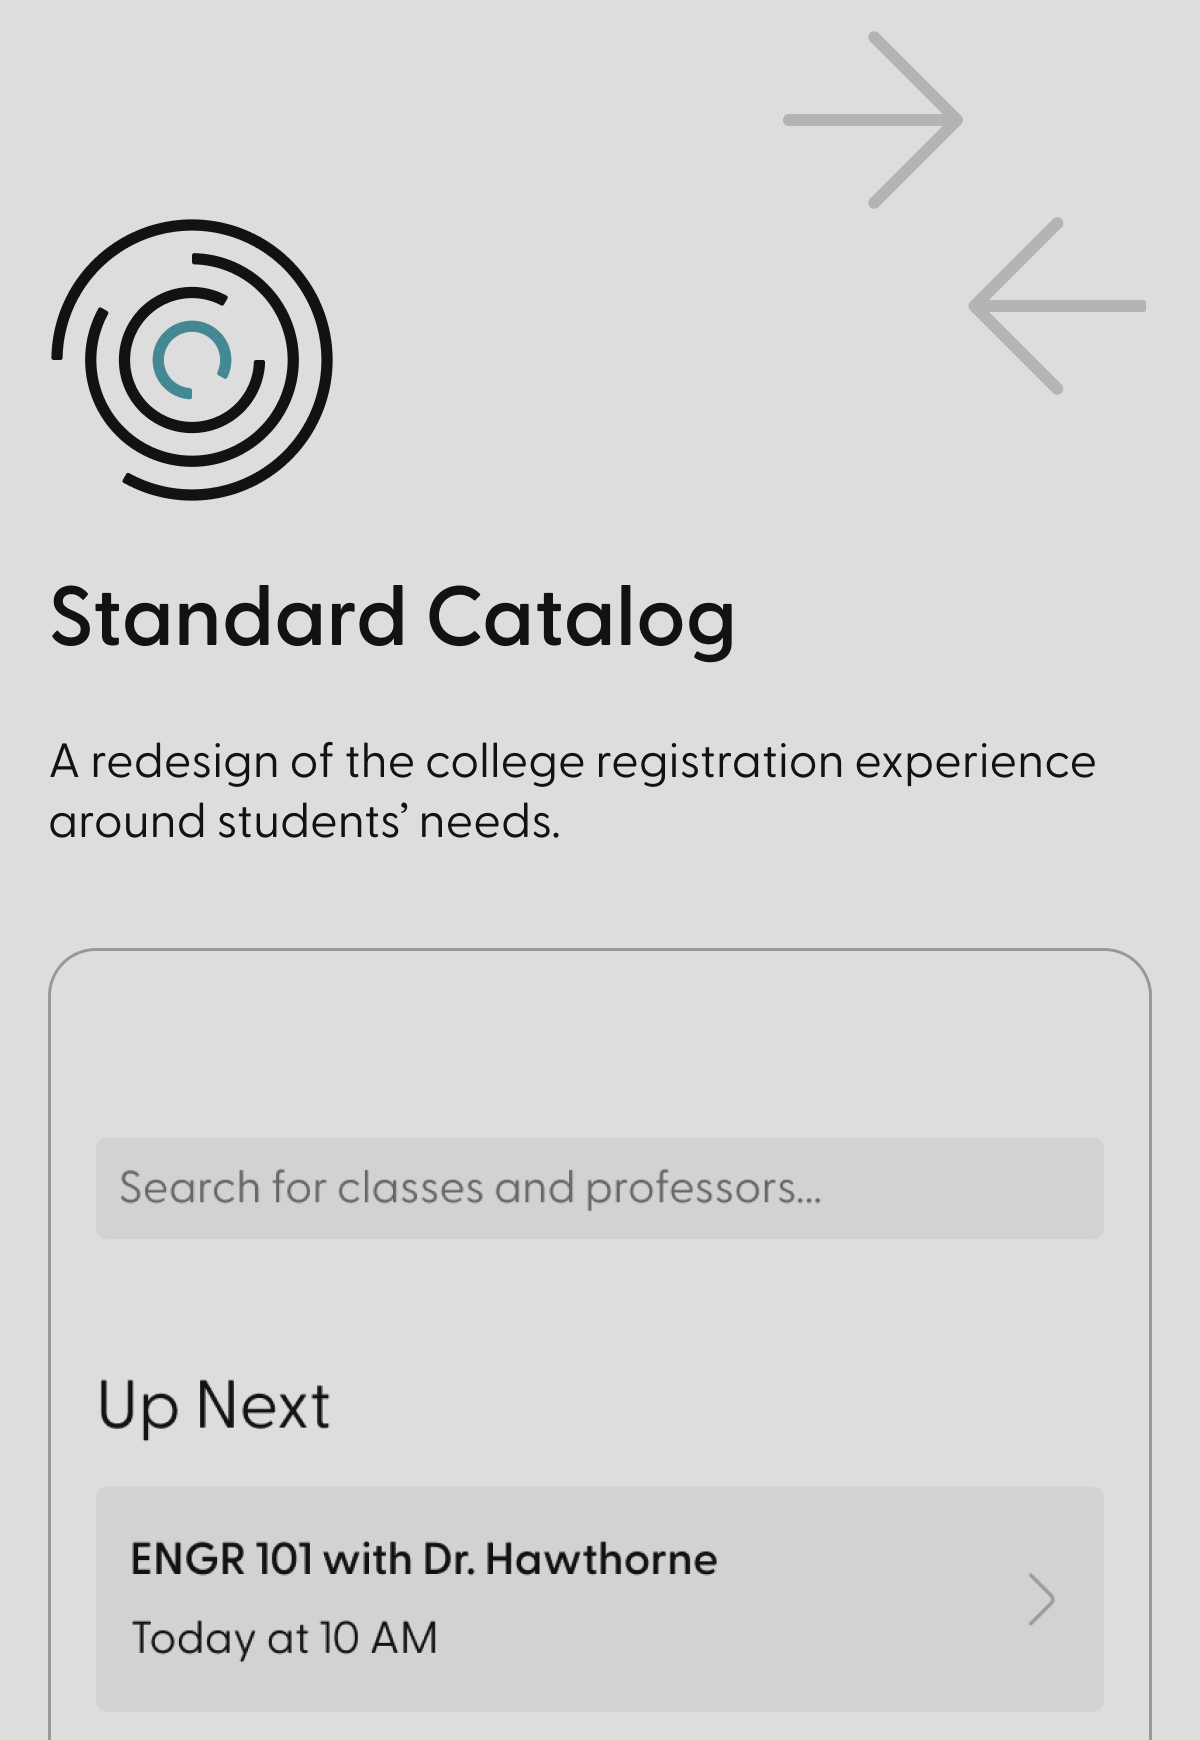 Standard Catalog
A redesign of the college registration experience
around students’ needs.
Search for classes and professors...
Up Next
ENGR 101 with Dr. Hawthorne
Today at 10 AM